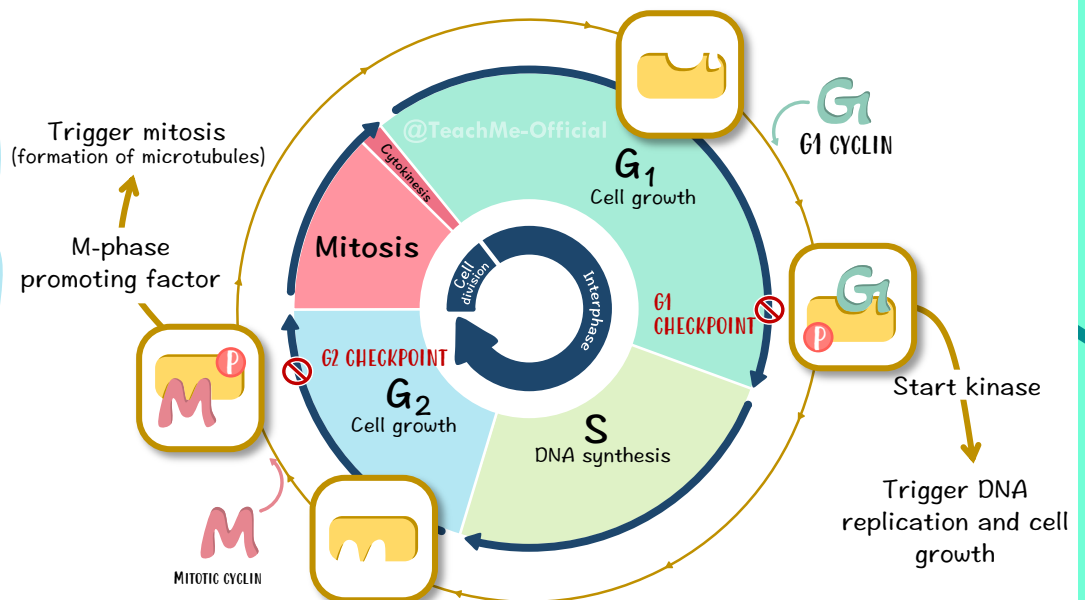 @TeachMe-Official
G1
Cell growth
G1
G1 CYCLIN
Trigger mitosis
(formation of microtubules)
M-phase
promoting factor
Cytokinesis
Mitosis
Cell
division
Interphase
G1
CHECKPOINT
G1
P
Start kinase
Trigger DNA
replication and cell
growth
G2 CHECKPOINT
G2
Cell growth
S
DNA synthesis
P
M
M
MITOTIC CYCLIN